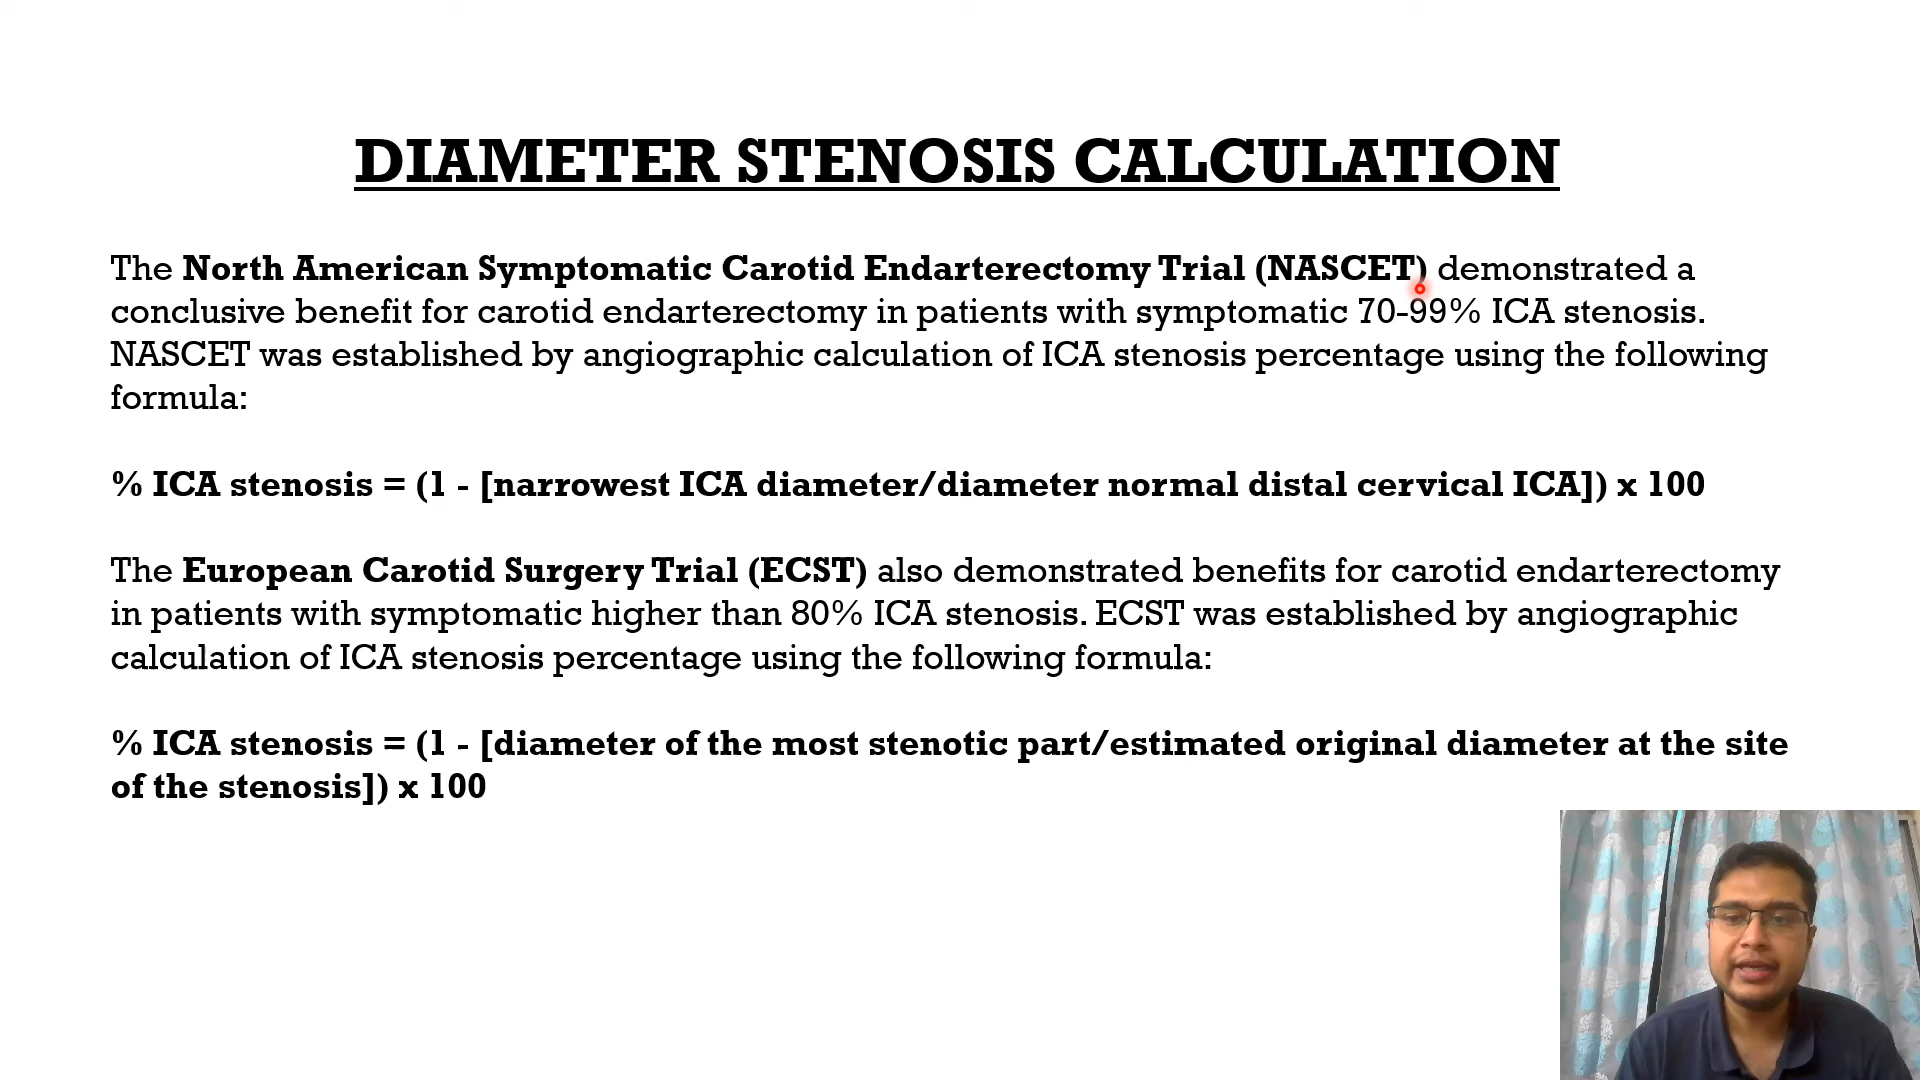 DIAMETER STENOSIS CALCULATION
The North American Symptomatic Carotid Endarterectomy Trial (NASCET) demonstrated a
conclusive benefit for carotid endarterectomy in patients with symptomatic 70-99% ICA stenosis.
NASCET was established by angiographic calculation of ICA stenosis percentage using the following
formula:
% ICA stenosis = (1 - [narrowest ICA diameter/diameter normal distal cervical ICA]) x 100
The European Carotid Surgery Trial (ECST) also demonstrated benefits for carotid endarterectomy
in patients with symptomatic higher than 80% ICA stenosis. ECST was established by angiographic
calculation of ICA stenosis percentage using the following formula:
% ICA stenosis = (1 - [diameter of the most stenotic part/estimated original diameter at the site
of the stenosis]) x 100